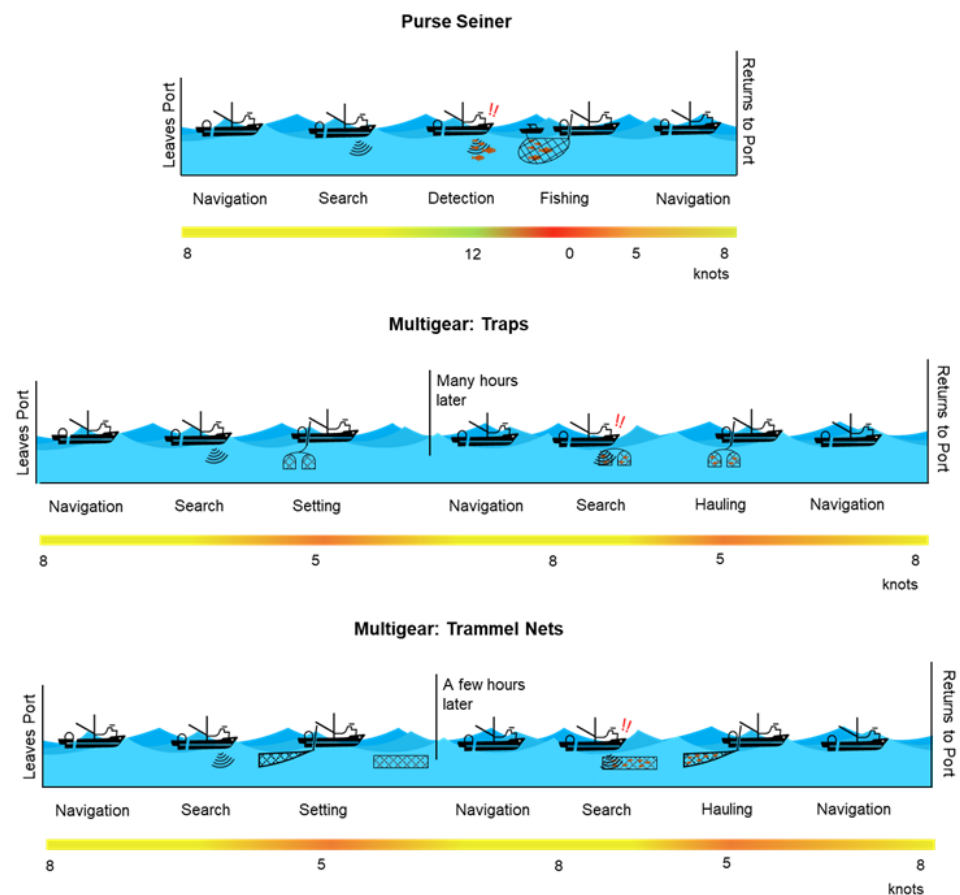 Purse Seiner
Leaves Port
Returns to Port
!!
Navigation Search Detection Fishing Navigation
8 12 0 5 8
knots
Multigear: Traps
Leaves Port
Many hours
later
Returns to Port
!!
Navigation Search Setting Navigation Search Hauling Navigation
8 5 8 5 8
knots
Multigear: Trammel Nets
Leaves Port
A few hours
later
Returns to Port
!!
Navigation Search Setting Navigation Search Hauling Navigation
8 5 8 5 8
knots